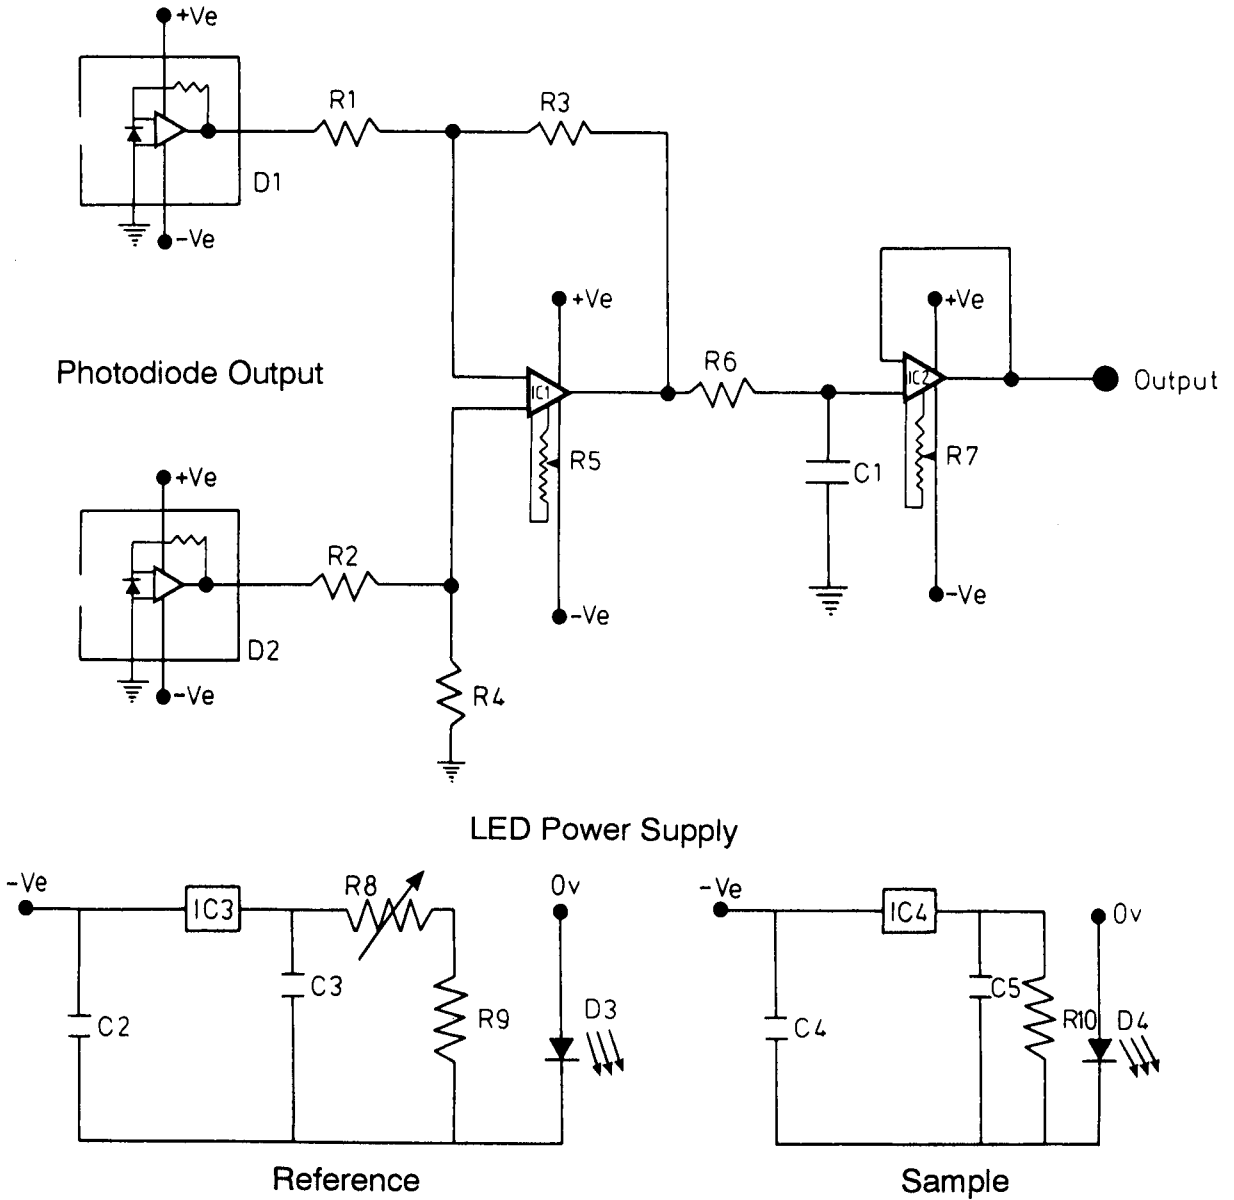 +Ve
R1
R3
D1
-Ve
+Ve
+Ve
Photodiode Output
R6
IC1
IC2
Output
R5
C1
R7
+Ve
R2
-Ve
-Ve
D2
-Ve
R4
LED Power Supply
-Ve
IC3
R8
0v
-Ve
IC4
0v
C3
C5
C2
R9
D3
C4
R10
D4
Reference
Sample